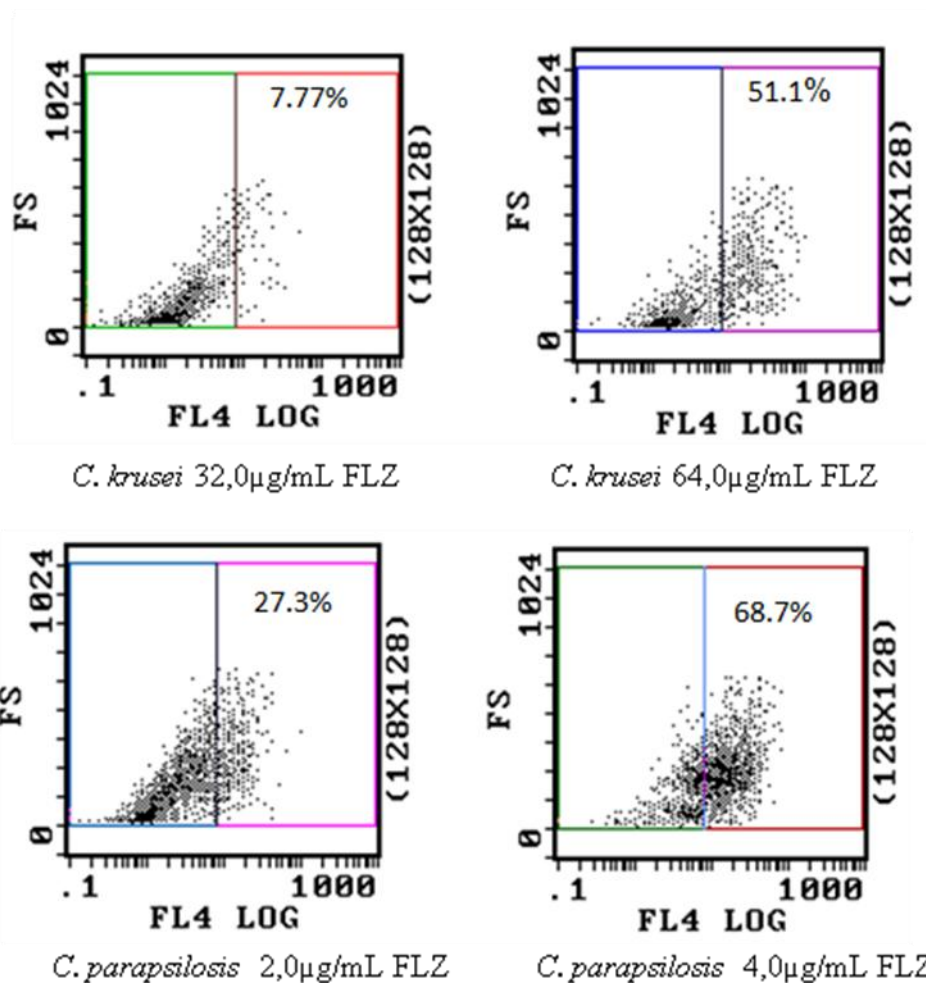 7.77%
1024
0
FS
(128X128)
.1 1000
FL4 LOG
C. krusei 32,0µg/mL FLZ
51.1%
1024
0
FS
(128X128)
.1 1000
FL4 LOG
C. krusei 64,0µg/mL FLZ
27.3%
1024
0
FS
(128X128)
.1 1000
FL4 LOG
C. parapsilosis 2,0µg/mL FLZ
68.7%
1024
0
FS
(128X128)
.1 1000
FL4 LOG
C. parapsilosis 4,0µg/mL FLZ